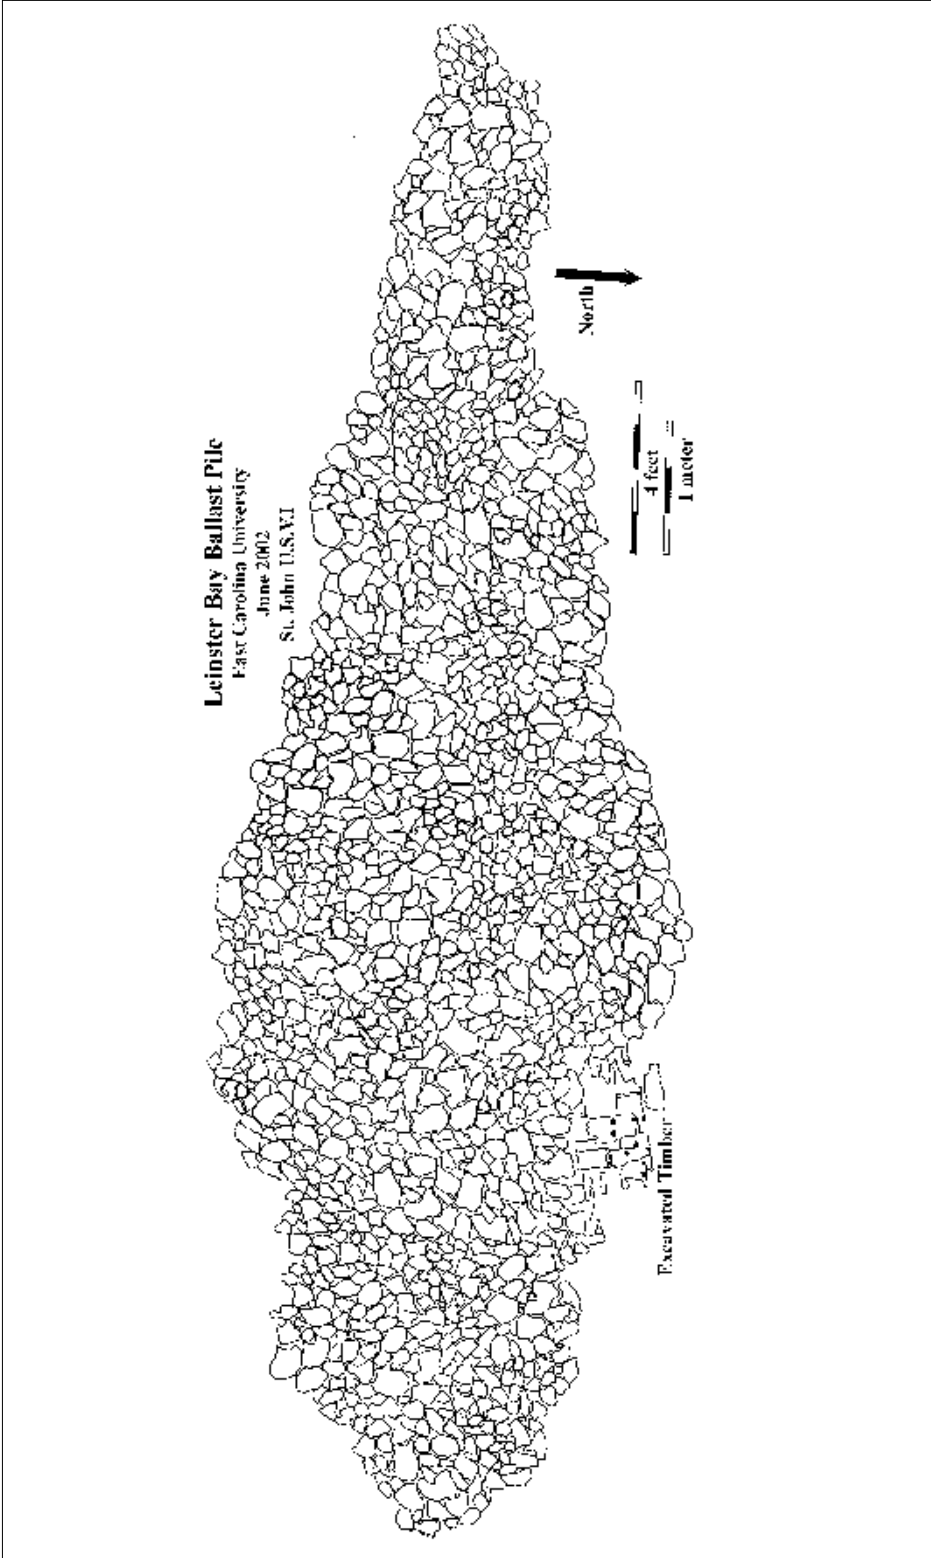 Leinster Bay Ballast Pile
East Carolina University
June 2002
St. John U.S.V.I
North
4 feet
1 meter
Excavated Timber